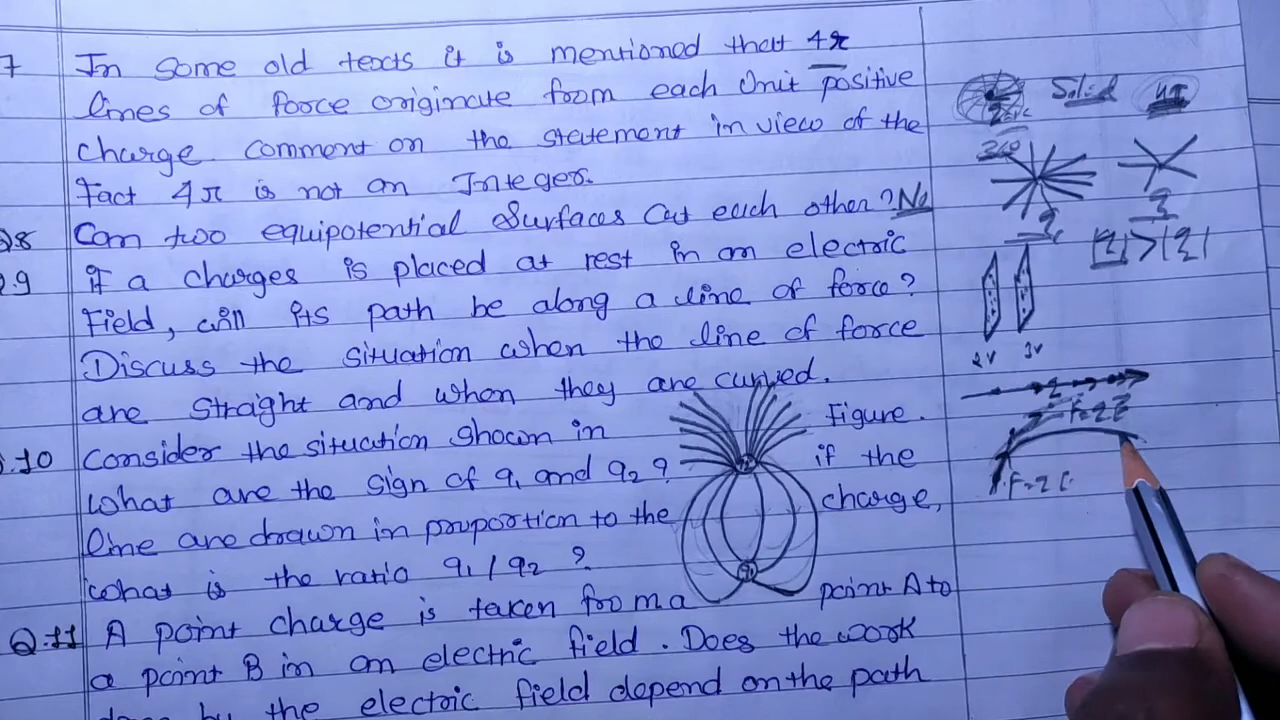 7 In Some old texts it is mentioned that 4π
lines of force originate from each Unit positive
charge. comment on the statement in view of the
Fact 4π is not an Integer.
Q8 Can two equipotential Surfaces Cut each other? No
Q.9 if a charges is placed at rest in an electric
Field, will its path be along a line of force?
Discuss the situation when the line of force
are straight and when they are curved.
Q.10 Consider the situation shown in Figure.
What are the sign of q1 and q2? if the
line are drawn in proportion to the charge,
what is the ratio q1/q2 ?
Q.11 A point charge is taken from a point A to
a point B in an electric field. Does the work
by the electric field depend on the path
Solid
4π
2V 3V
q1